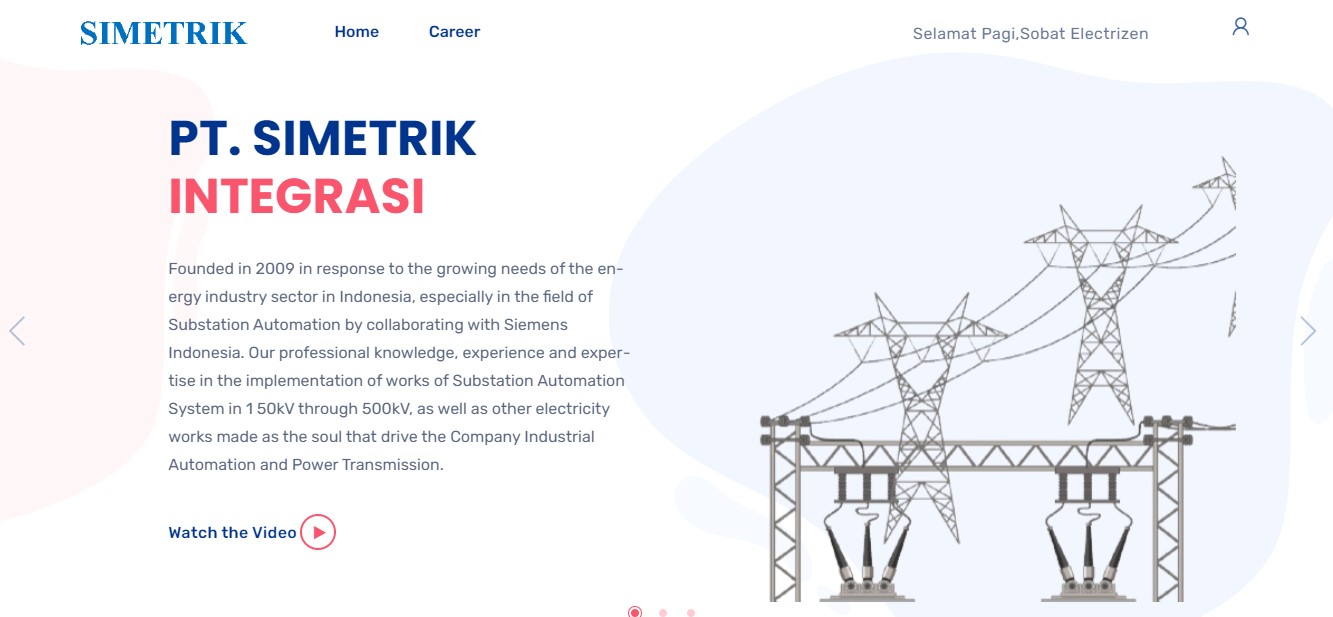 SIMETRIK
Home
Career
Selamat Pagi,Sobat Electrizen
PT. SIMETRIK
INTEGRASI
Founded in 2009 in response to the growing needs of the en-
ergy industry sector in Indonesia, especially in the field of
Substation Automation by collaborating with Siemens
Indonesia. Our professional knowledge, experience and exper-
tise in the implementation of works of Substation Automation
System in 1 50kV through 500kV, as well as other electricity
works made as the soul that drive the Company Industrial
Automation and Power Transmission.
Watch the Video